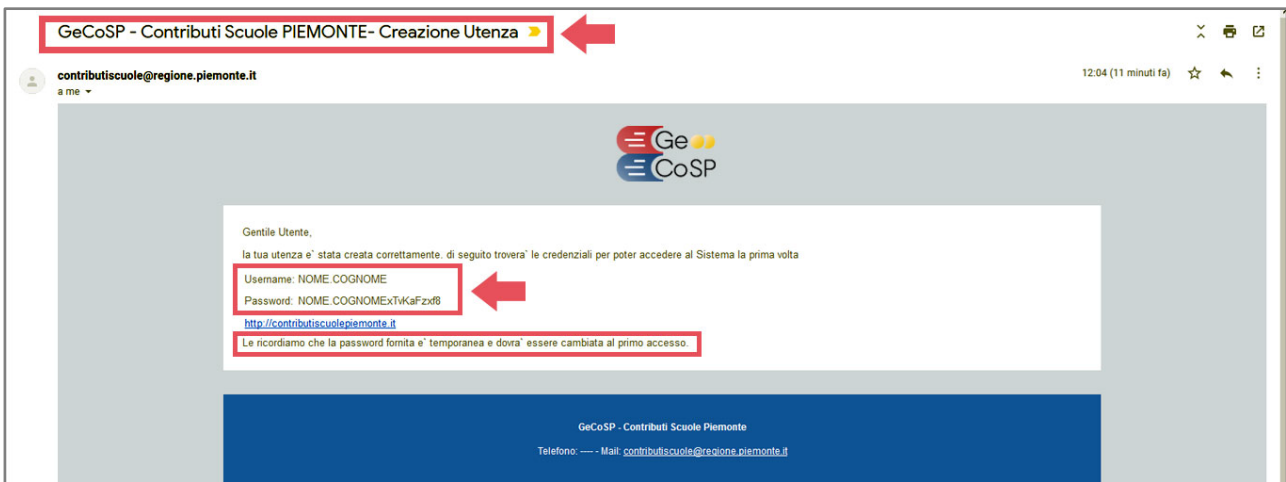 GeCoSP - Contributi Scuole PIEMONTE- Creazione Utenza
contributiscuole@regione.piemonte.it
12:04 (11 minuti fa)
a me
Ge
CoSP
Gentile Utente,
la tua utenza e` stata creata correttamente. di seguito trovera` le credenziali per poter accedere al Sistema la prima volta
Username: NOME.COGNOME
Password: NOME.COGNOMExTvKaFzxf8
http://contributiscuolepiemonte.it
Le ricordiamo che la password fornita e` temporanea e dovra` essere cambiata al primo accesso.
GeCoSP - Contributi Scuole Piemonte
Telefono: ---- - Mail: contributiscuole@regione.piemonte.it